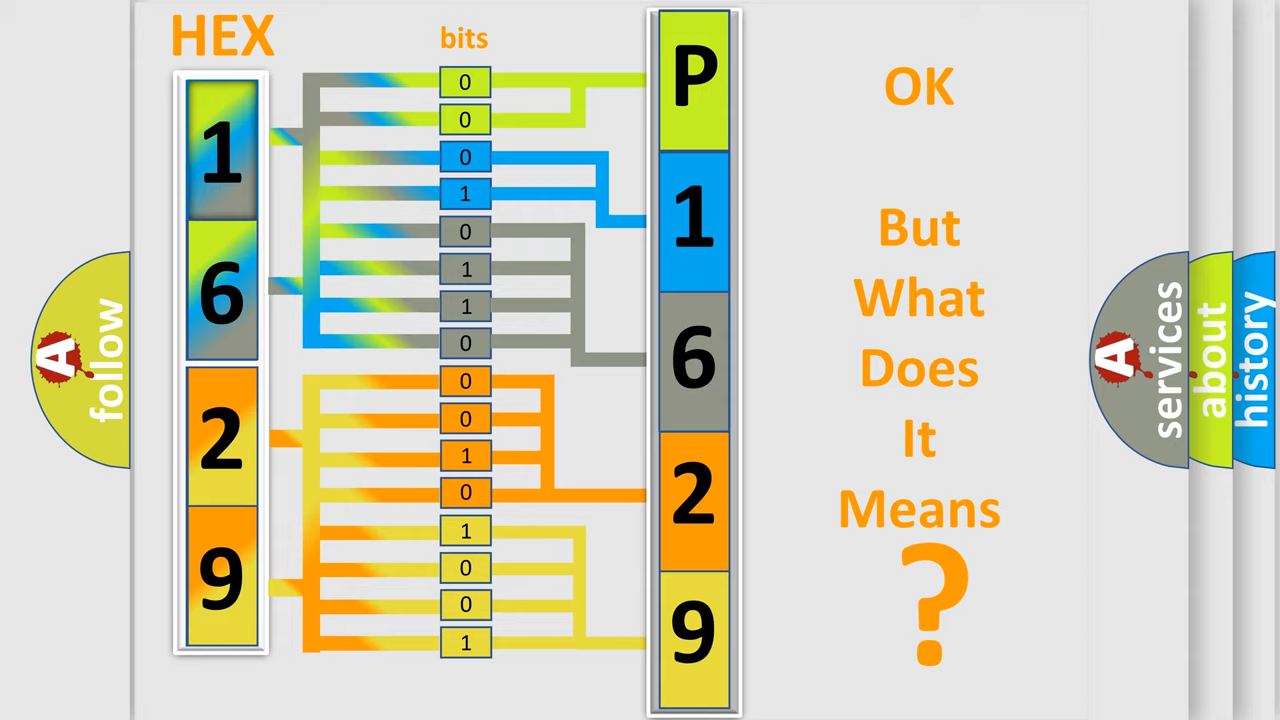 HEX
bits
1
6
2
9
0
0
0
1
0
1
1
0
0
0
1
0
1
0
0
1
P
1
6
2
9
OK
But
What
Does
It
Means
?
A
follow
A
services
about
history